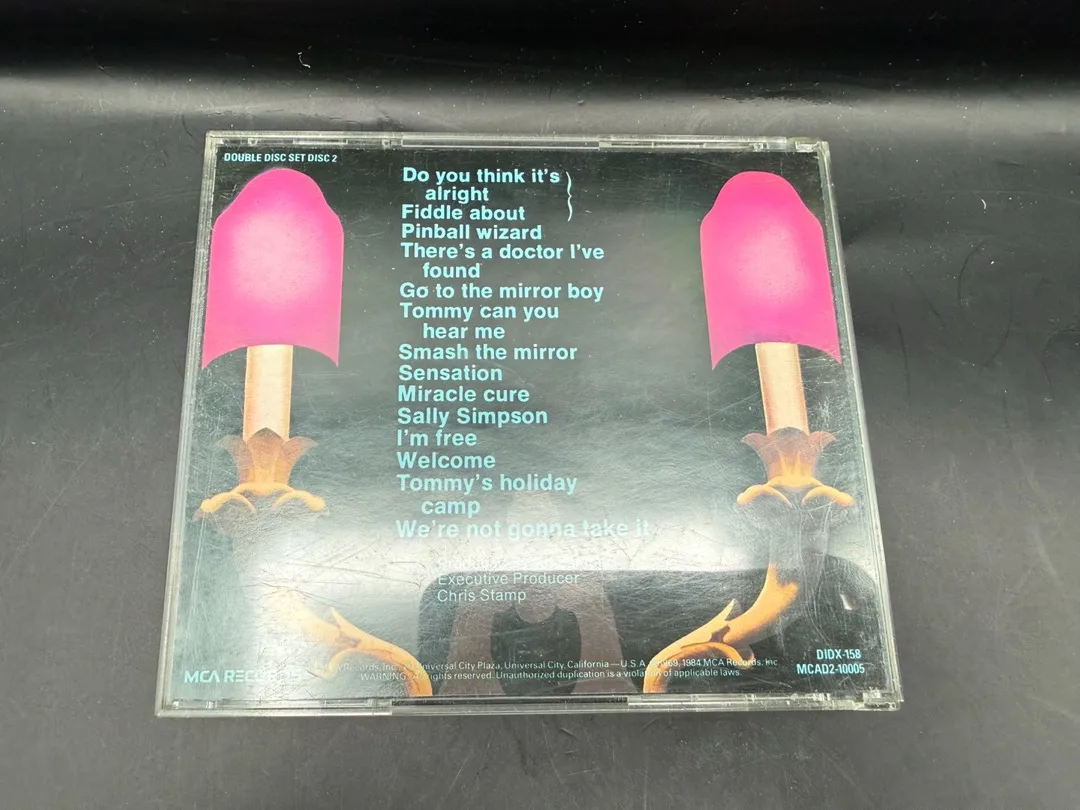 DOUBLE DISC SET DISC 2
Do you think it's
alright
Fiddle about
Pinball wizard
There's a doctor I've
found
Go to the mirror boy
Tommy can you
hear me
Smash the mirror
Sensation
Miracle cure
Sally Simpson
I'm free
Welcome
Tommy's holiday
camp
We're not gonna take it
Executive Producer
Chris Stamp
DIDX-158
MCA RECORDS
Records, Inc. Universal City Plaza, Universal City, California — U.S.A. 1969, 1984 MCA Records, Inc
MCAD2-10005
WARNING: All rights reserved. Unauthorized duplication is a violation of applicable laws.